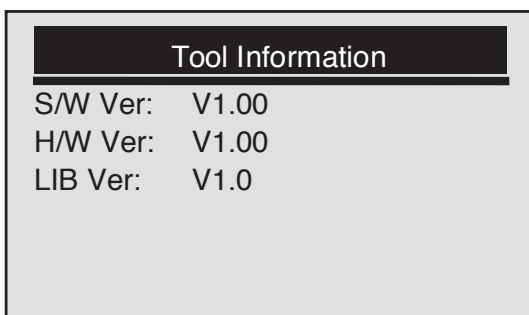 Tool Information
S/W Ver: V1.00
H/W Ver: V1.00
LIB Ver: V1.0